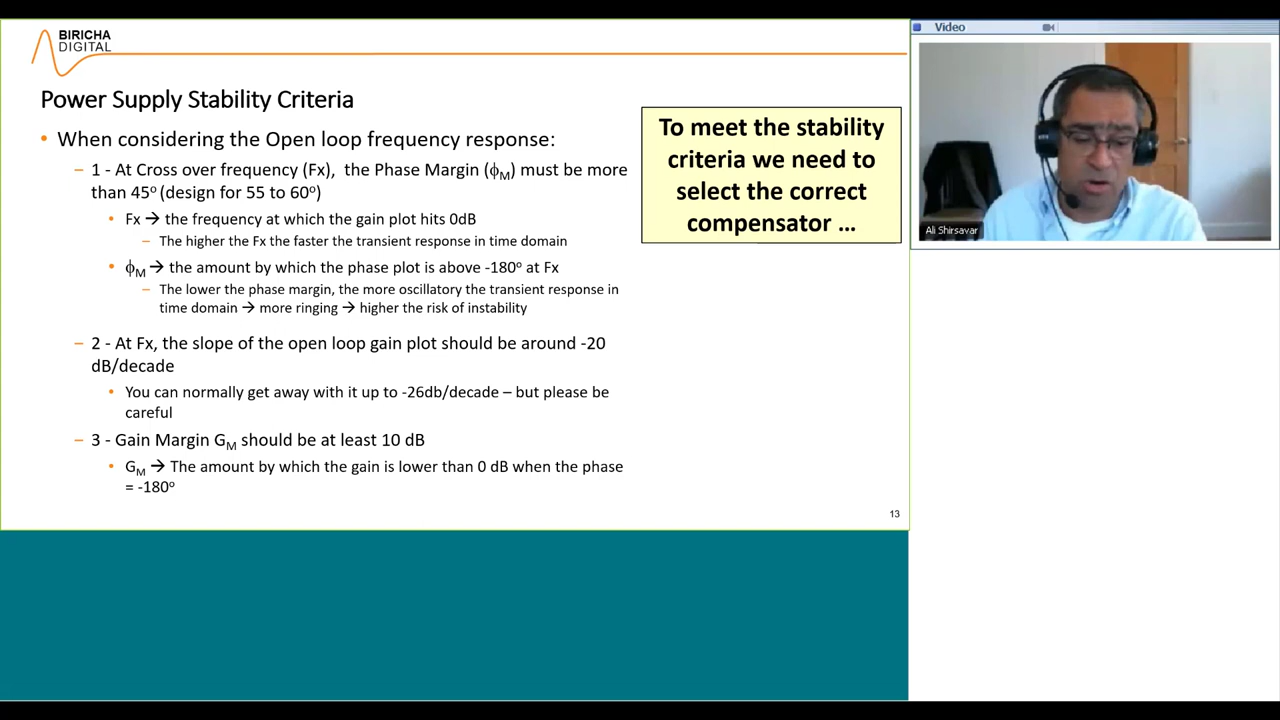 BIRICHA
DIGITAL
Power Supply Stability Criteria
• When considering the Open loop frequency response:
– 1 - At Cross over frequency (Fx), the Phase Margin (ϕM) must be more
than 45º (design for 55 to 60º)
• Fx → the frequency at which the gain plot hits 0dB
– The higher the Fx the faster the transient response in time domain
• ϕM → the amount by which the phase plot is above -180º at Fx
– The lower the phase margin, the more oscillatory the transient response in
time domain → more ringing → higher the risk of instability
– 2 - At Fx, the slope of the open loop gain plot should be around -20
dB/decade
• You can normally get away with it up to -26db/decade – but please be
careful
– 3 - Gain Margin GM should be at least 10 dB
• GM → The amount by which the gain is lower than 0 dB when the phase
= -180º
13
To meet the stability
criteria we need to
select the correct
compensator ...
Video
Ali Shirsavar